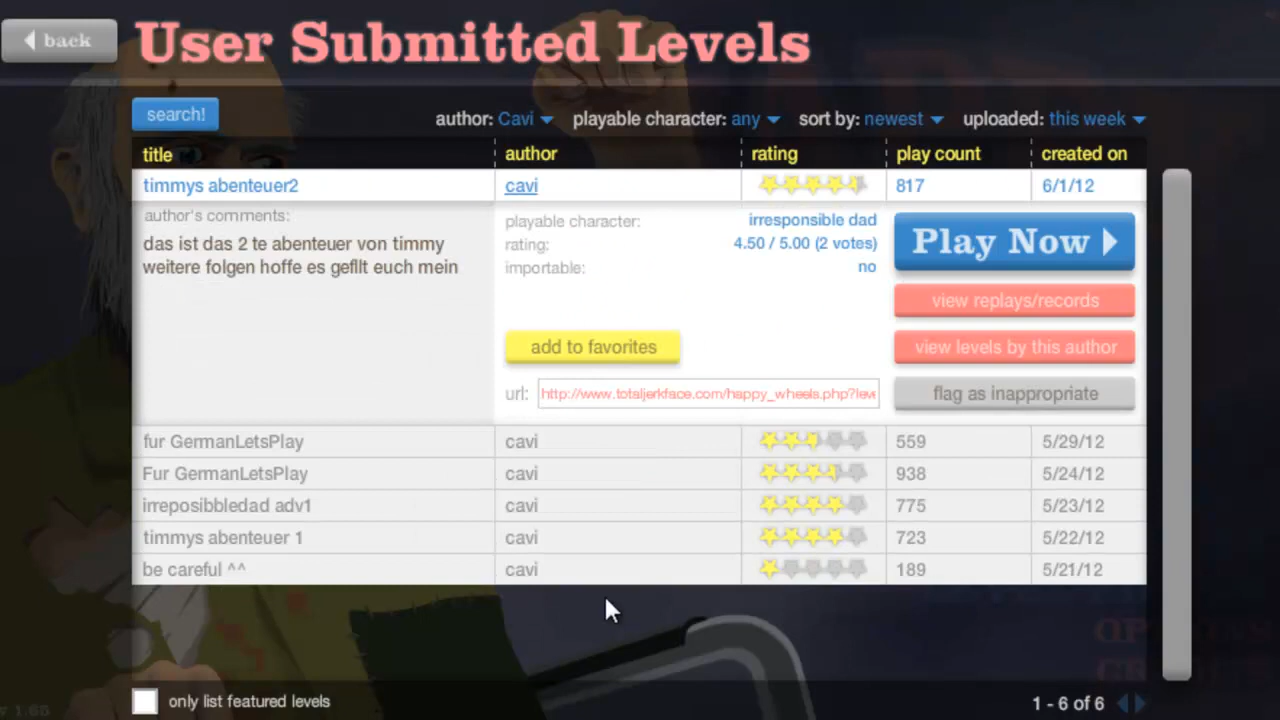 back
User Submitted Levels
search!
author: Cavi playable character: any sort by: newest uploaded: this week
title author rating play count created on
timmys abenteuer2 cavi 817 6/1/12
author's comments:
das ist das 2 te abenteuer von timmy
weitere folgen hoffe es gefllt euch mein
playable character: irresponsible dad
rating: 4.50 / 5.00 (2 votes)
importable: no
Play Now
view replays/records
add to favorites
view levels by this author
url: http://www.totaljerkface.com/happy_wheels.php?leve
flag as inappropriate
fur GermanLetsPlay cavi 559 5/29/12
Fur GermanLetsPlay cavi 938 5/24/12
irreposibbledad adv1 cavi 775 5/23/12
timmys abenteuer 1 cavi 723 5/22/12
be careful ^^ cavi 189 5/21/12
only list featured levels
1 - 6 of 6
v 1.65